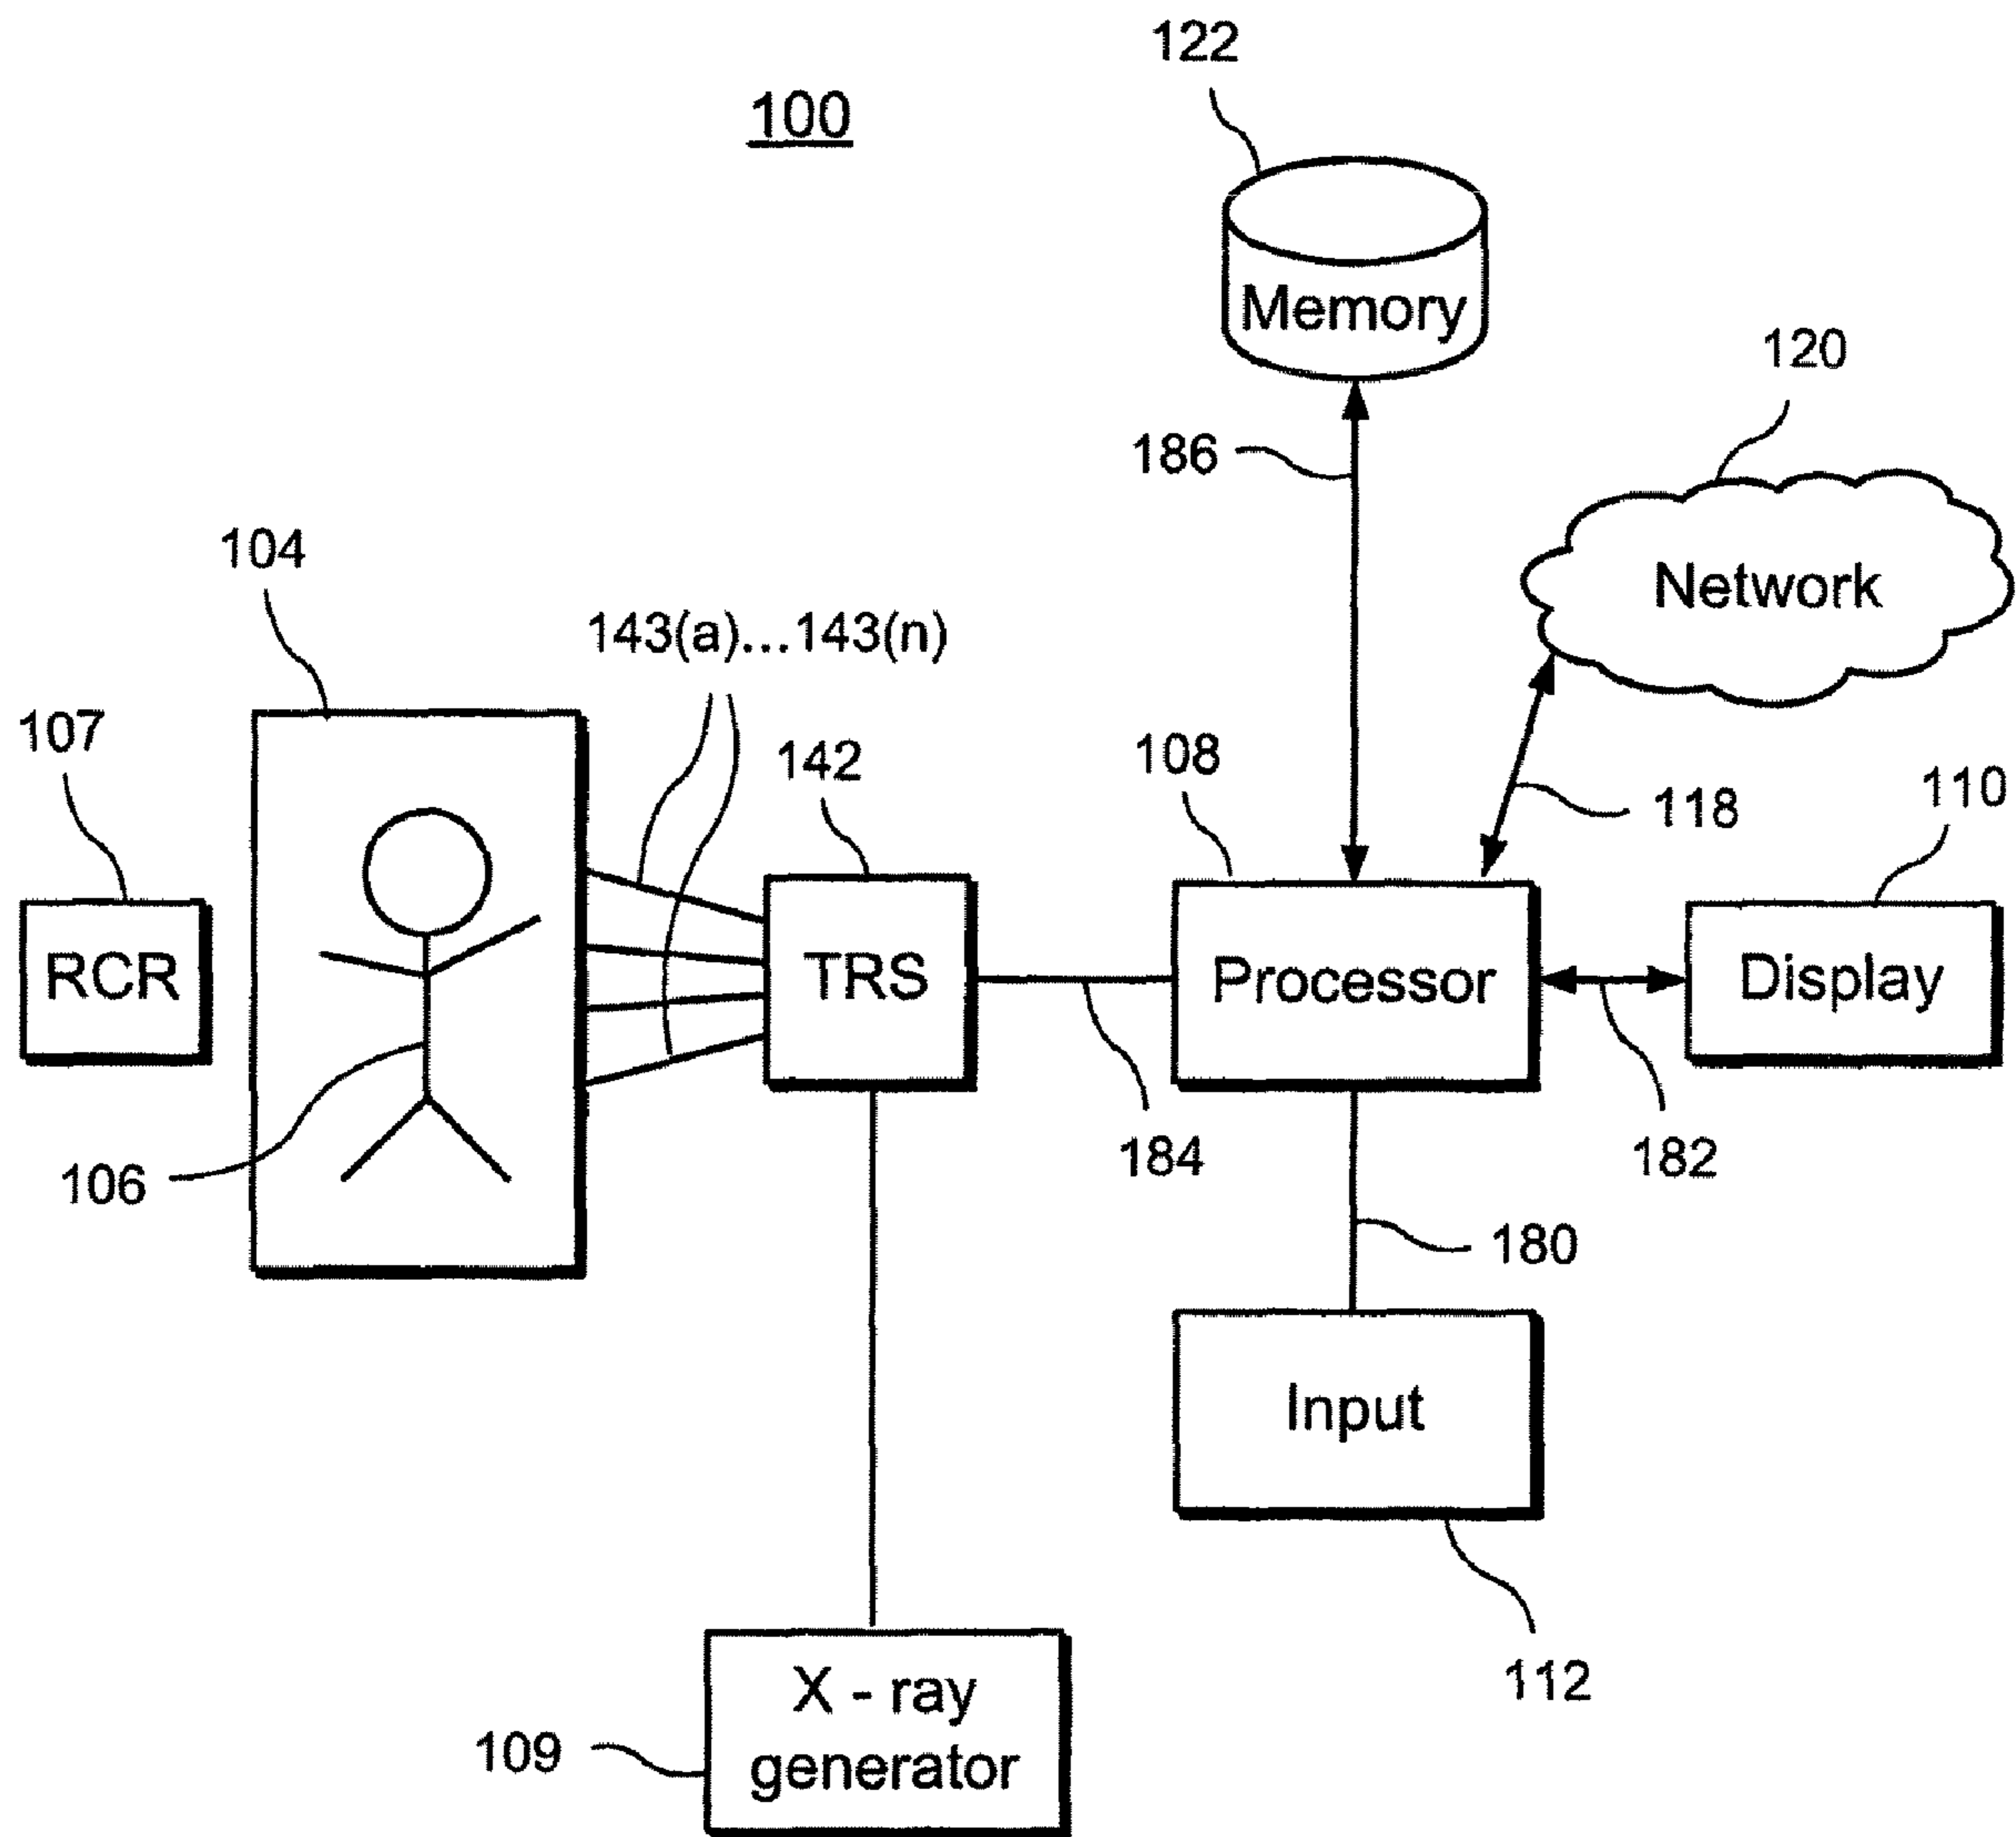 122
100
Memory
120
186
Network
104
143(a)...143(n)
107
142
108
118
110
RCR
TRS
Processor
Display
106
184
182
180
Input
112
X - ray
generator
109